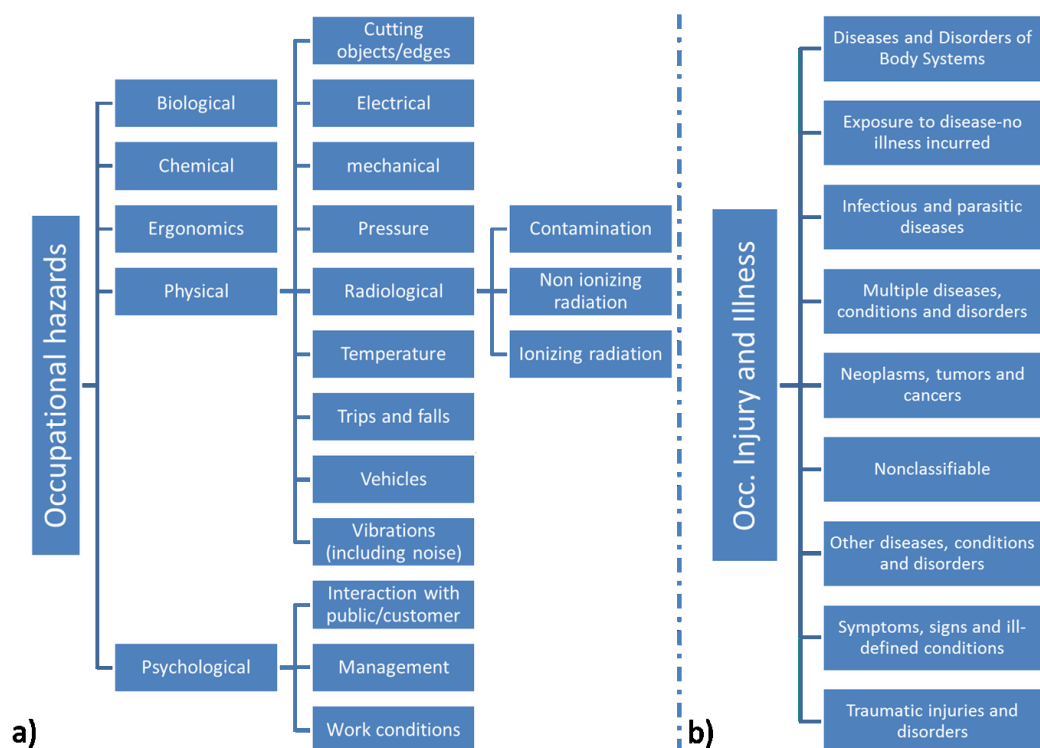 Occupational hazards
Biological
Chemical
Ergonomics
Physical
Psychological
Cutting
objects/edges
Electrical
mechanical
Pressure
Radiological
Temperature
Trips and falls
Vehicles
Vibrations
(including noise)
Interaction with
public/customer
Management
Work conditions
Contamination
Non ionizing
radiation
Ionizing radiation
a)
Occ. Injury and Illness
Diseases and Disorders of
Body Systems
Exposure to disease-no
illness incurred
Infectious and parasitic
diseases
Multiple diseases,
conditions and disorders
Neoplasms, tumors and
cancers
Nonclassifiable
Other diseases, conditions
and disorders
Symptoms, signs and ill-
defined conditions
Traumatic injuries and
disorders
b)